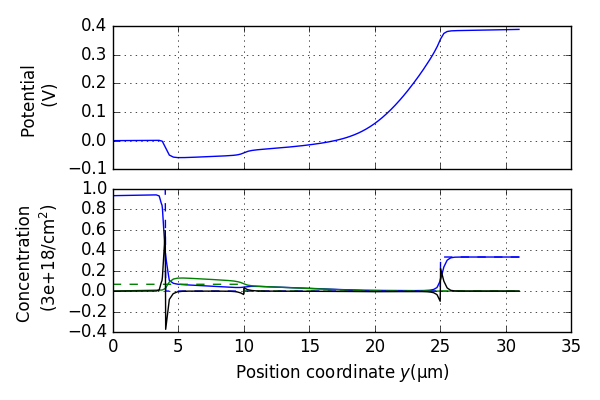 0.4
0.3
0.2
0.1
0.0
−0.1
Potential
(V)
1.0
0.8
0.6
0.4
0.2
0.0
−0.2
−0.4
Concentration
(3e+18/cm²)
0 5 10 15 20 25 30 35
Position coordinate y(μm)